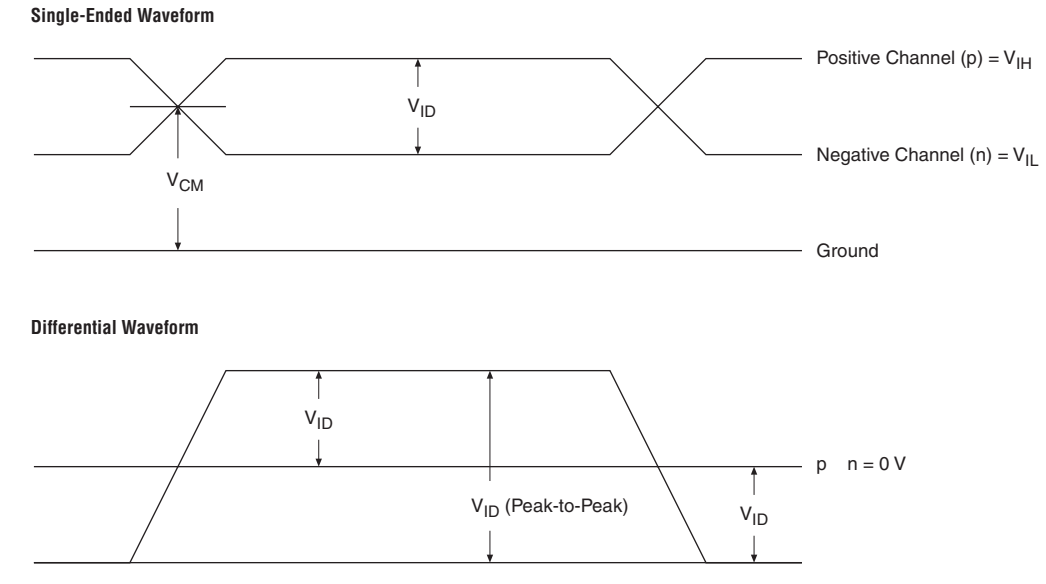 Single-Ended Waveform
Positive Channel (p) = VIH
VID
Negative Channel (n) = VIL
VCM
Ground
Differential Waveform
VID
p n = 0 V
VID (Peak-to-Peak)
VID